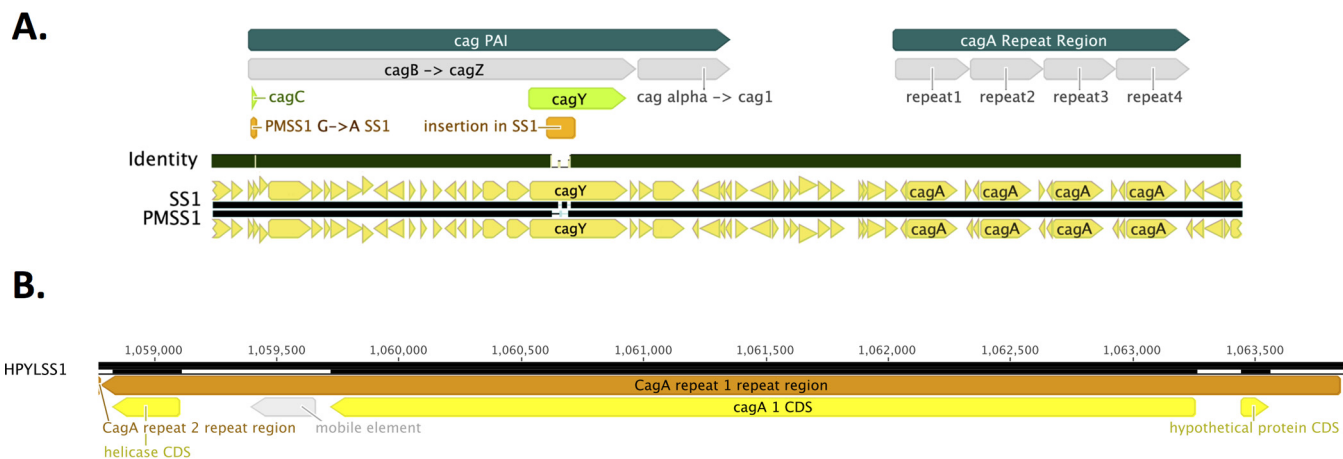 A.
cag PAI
cagA Repeat Region
cagB -> cagZ
cag alpha -> cag1
repeat1
repeat2
repeat3
repeat4
cagC
cagY
PMSS1 G->A SS1
insertion in SS1
Identity
SS1
cagY
cagA
cagA
cagA
cagA
PMSS1
cagY
cagA
cagA
cagA
cagA
B.
1,059,000
1,059,500
1,060,000
1,060,500
1,061,000
1,061,500
1,062,000
1,062,500
1,063,000
1,063,500
HPYLSS1
CagA repeat 1 repeat region
cagA 1 CDS
CagA repeat 2 repeat region
mobile element
hypothetical protein CDS
helicase CDS